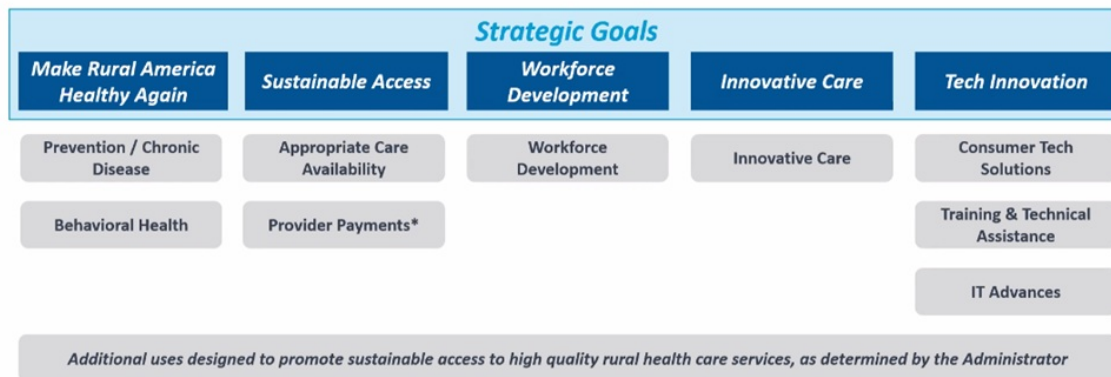 Strategic Goals
Make Rural America
Healthy Again
Sustainable Access
Workforce
Development
Innovative Care
Tech Innovation
Prevention / Chronic
Disease
Appropriate Care
Availability
Workforce
Development
Innovative Care
Consumer Tech
Solutions
Behavioral Health
Provider Payments*
Training & Technical
Assistance
IT Advances
Additional uses designed to promote sustainable access to high quality rural health care services, as determined by the Administrator